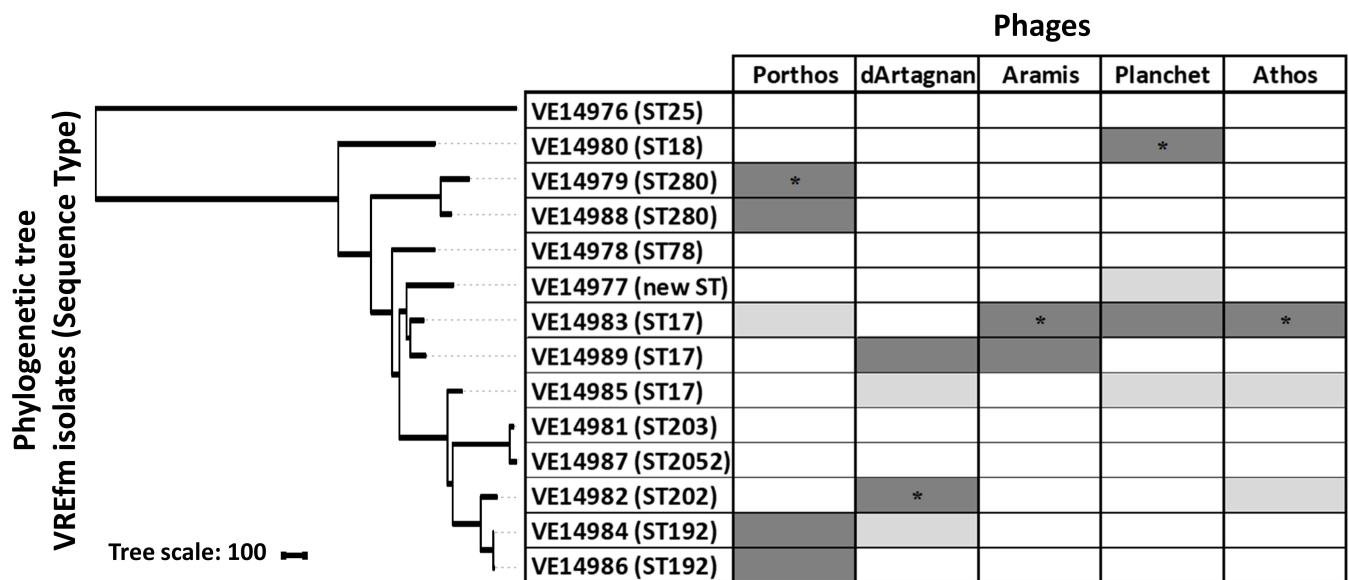 Phages
Porthos dArtagnan Aramis Planchet Athos
Phylogenetic tree
VREfm isolates (Sequence Type)
VE14976 (ST25)
VE14980 (ST18) *
VE14979 (ST280) *
VE14988 (ST280)
VE14978 (ST78)
VE14977 (new ST)
VE14983 (ST17) * *
VE14989 (ST17)
VE14985 (ST17)
VE14981 (ST203)
VE14987 (ST2052)
VE14982 (ST202) *
VE14984 (ST192)
VE14986 (ST192)
Tree scale: 100